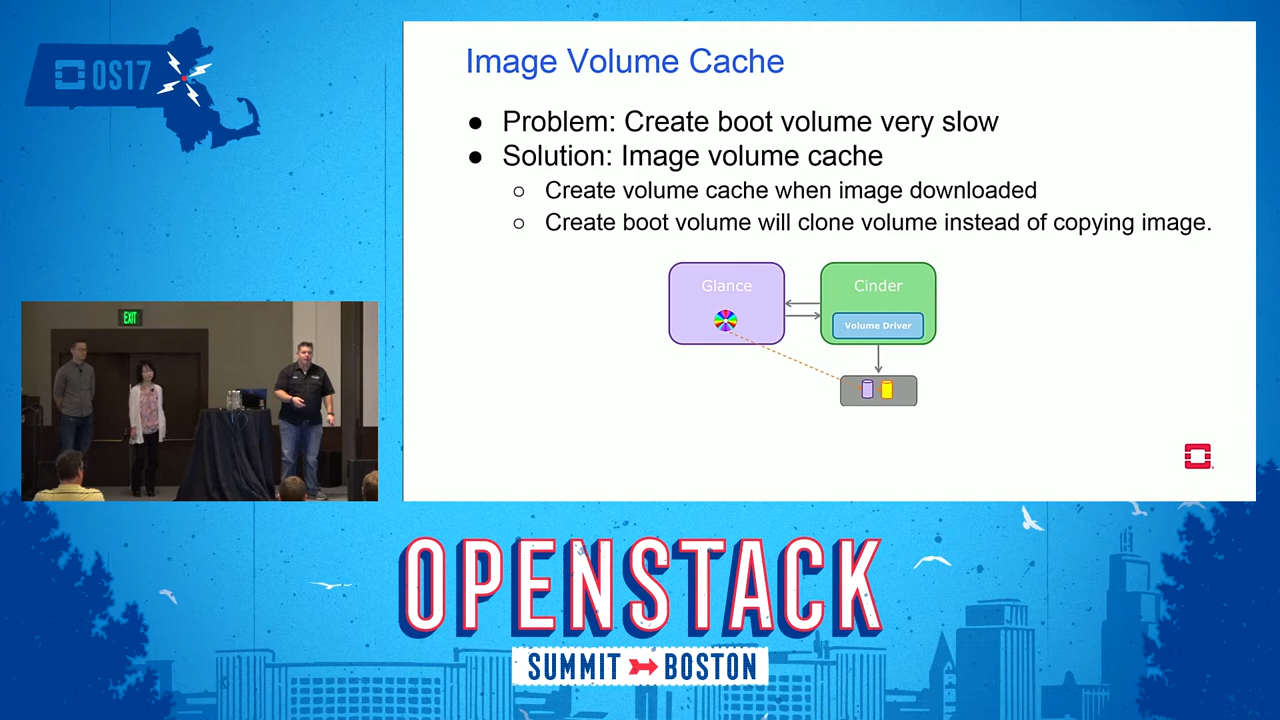 OS17
Image Volume Cache
● Problem: Create boot volume very slow
● Solution: Image volume cache
○ Create volume cache when image downloaded
○ Create boot volume will clone volume instead of copying image.
Glance
Cinder
Volume Driver
EXIT
OPENSTACK
SUMMIT BOSTON